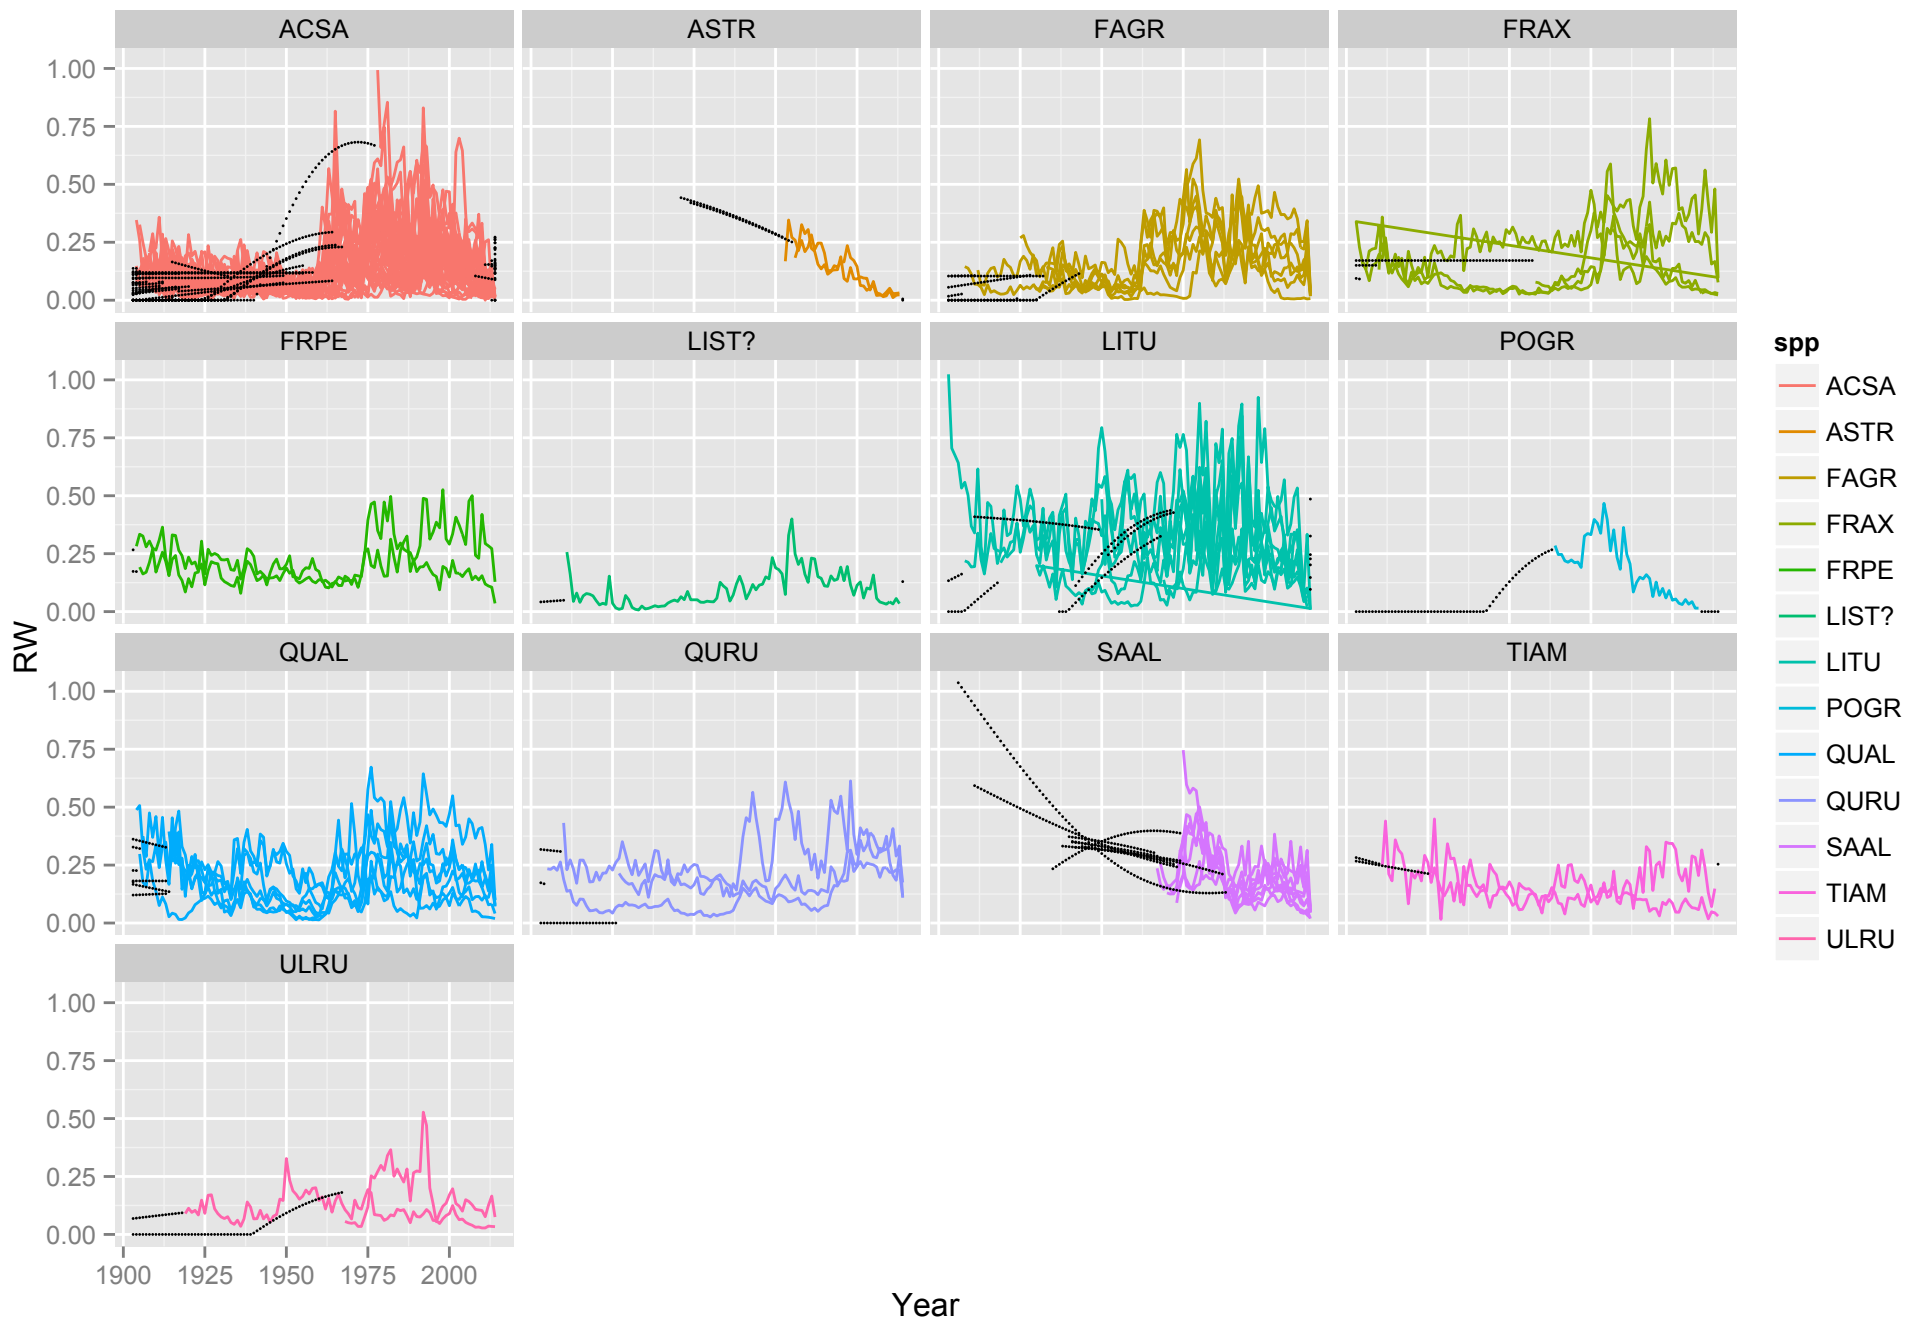 ACSA ASTR FAGR FRAX
1.00
0.75
0.50
0.25
0.00
FRPE LIST? LITU POGR
1.00
0.75
0.50
0.25
0.00
QUAL QURU SAAL TIAM
1.00
0.75
0.50
0.25
0.00
ULRU
1.00
0.75
0.50
0.25
0.00
1900 1925 1950 1975 2000
RW
Year
spp
ACSA
ASTR
FAGR
FRAX
FRPE
LIST?
LITU
POGR
QUAL
QURU
SAAL
TIAM
ULRU